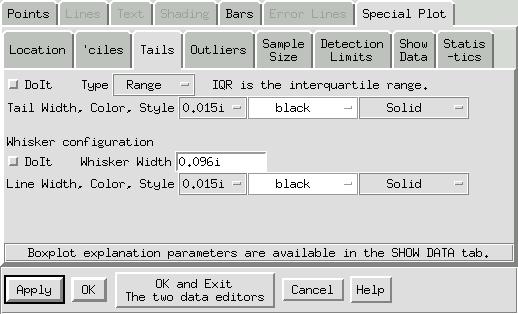 Points Lines Text Shading Bars Error Lines Special Plot
Location 'ciles Tails Outliers Sample Size Detection Limits Show Data Statis-tics
DoIt Type Range IQR is the interquartile range.
Tail Width, Color, Style 0.015i black Solid
Whisker configuration
DoIt Whisker Width 0.096i
Line Width, Color, Style 0.015i black Solid
Boxplot explanation parameters are available in the SHOW DATA tab.
Apply OK OK and Exit The two data editors Cancel Help